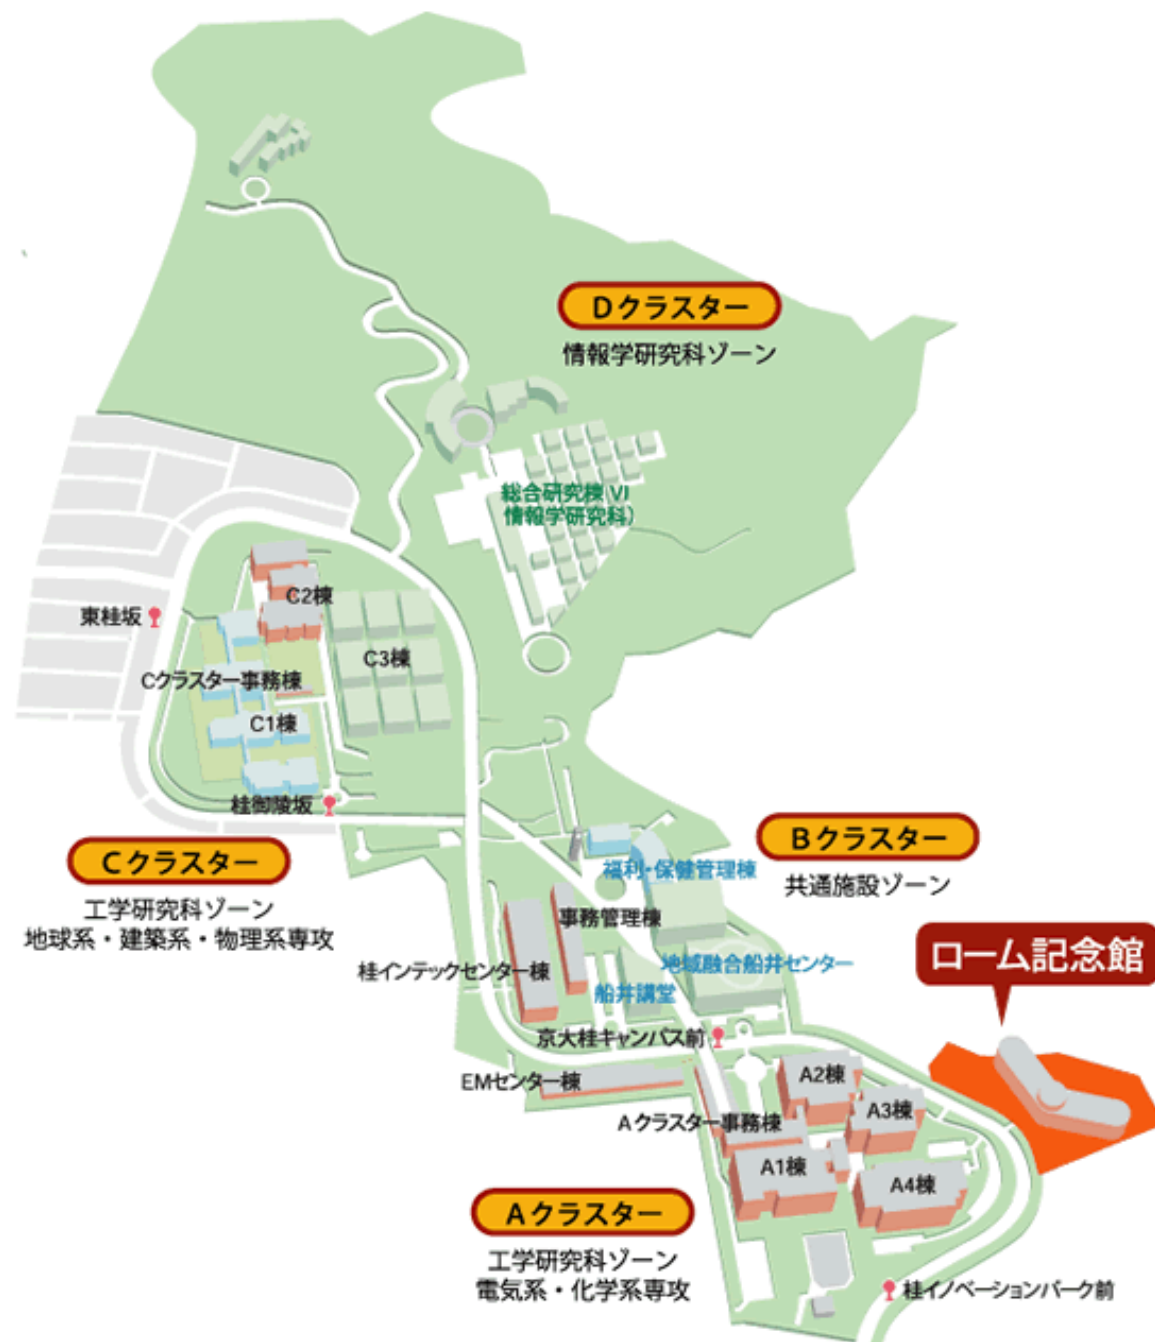 Dクラスター
情報学研究科ゾーン
総合研究棟 VI
情報学研究科)
C2棟
東桂坂
C3棟
Cクラスター事務棟
C1棟
桂御陵坂
Bクラスター
共通施設ゾーン
Cクラスター
工学研究科ゾーン
地球系・建築系・物理系専攻
福利・保健管理棟
事務管理棟
ローム記念館
地域融合船井センター
桂インテックセンター棟
船井講堂
京大桂キャンパス前
EMセンター棟
A2棟
A3棟
Aクラスター事務棟
A1棟
A4棟
Aクラスター
工学研究科ゾーン
電気系・化学系専攻
桂イノベーションパーク前